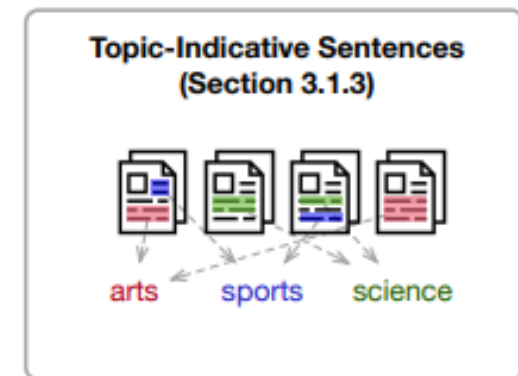 Topic-Indicative Sentences
(Section 3.1.3)
arts sports science